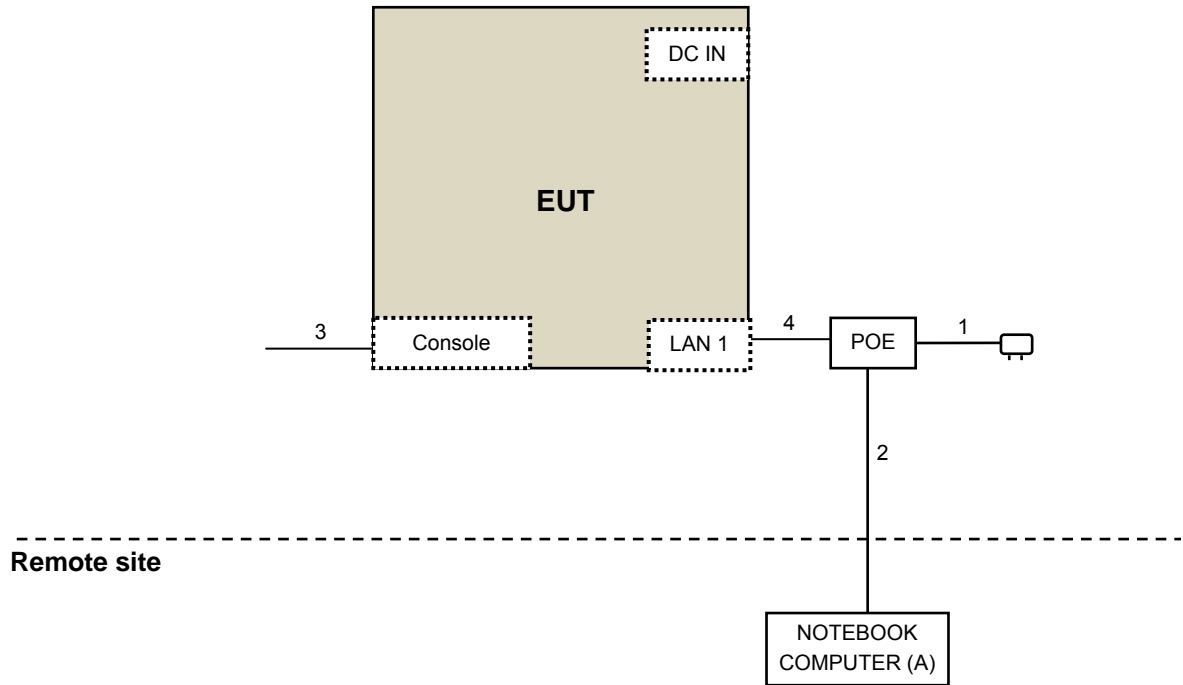 DC IN
EUT
3
Console
LAN 1
4
POE
1
2
Remote site
NOTEBOOK
COMPUTER (A)